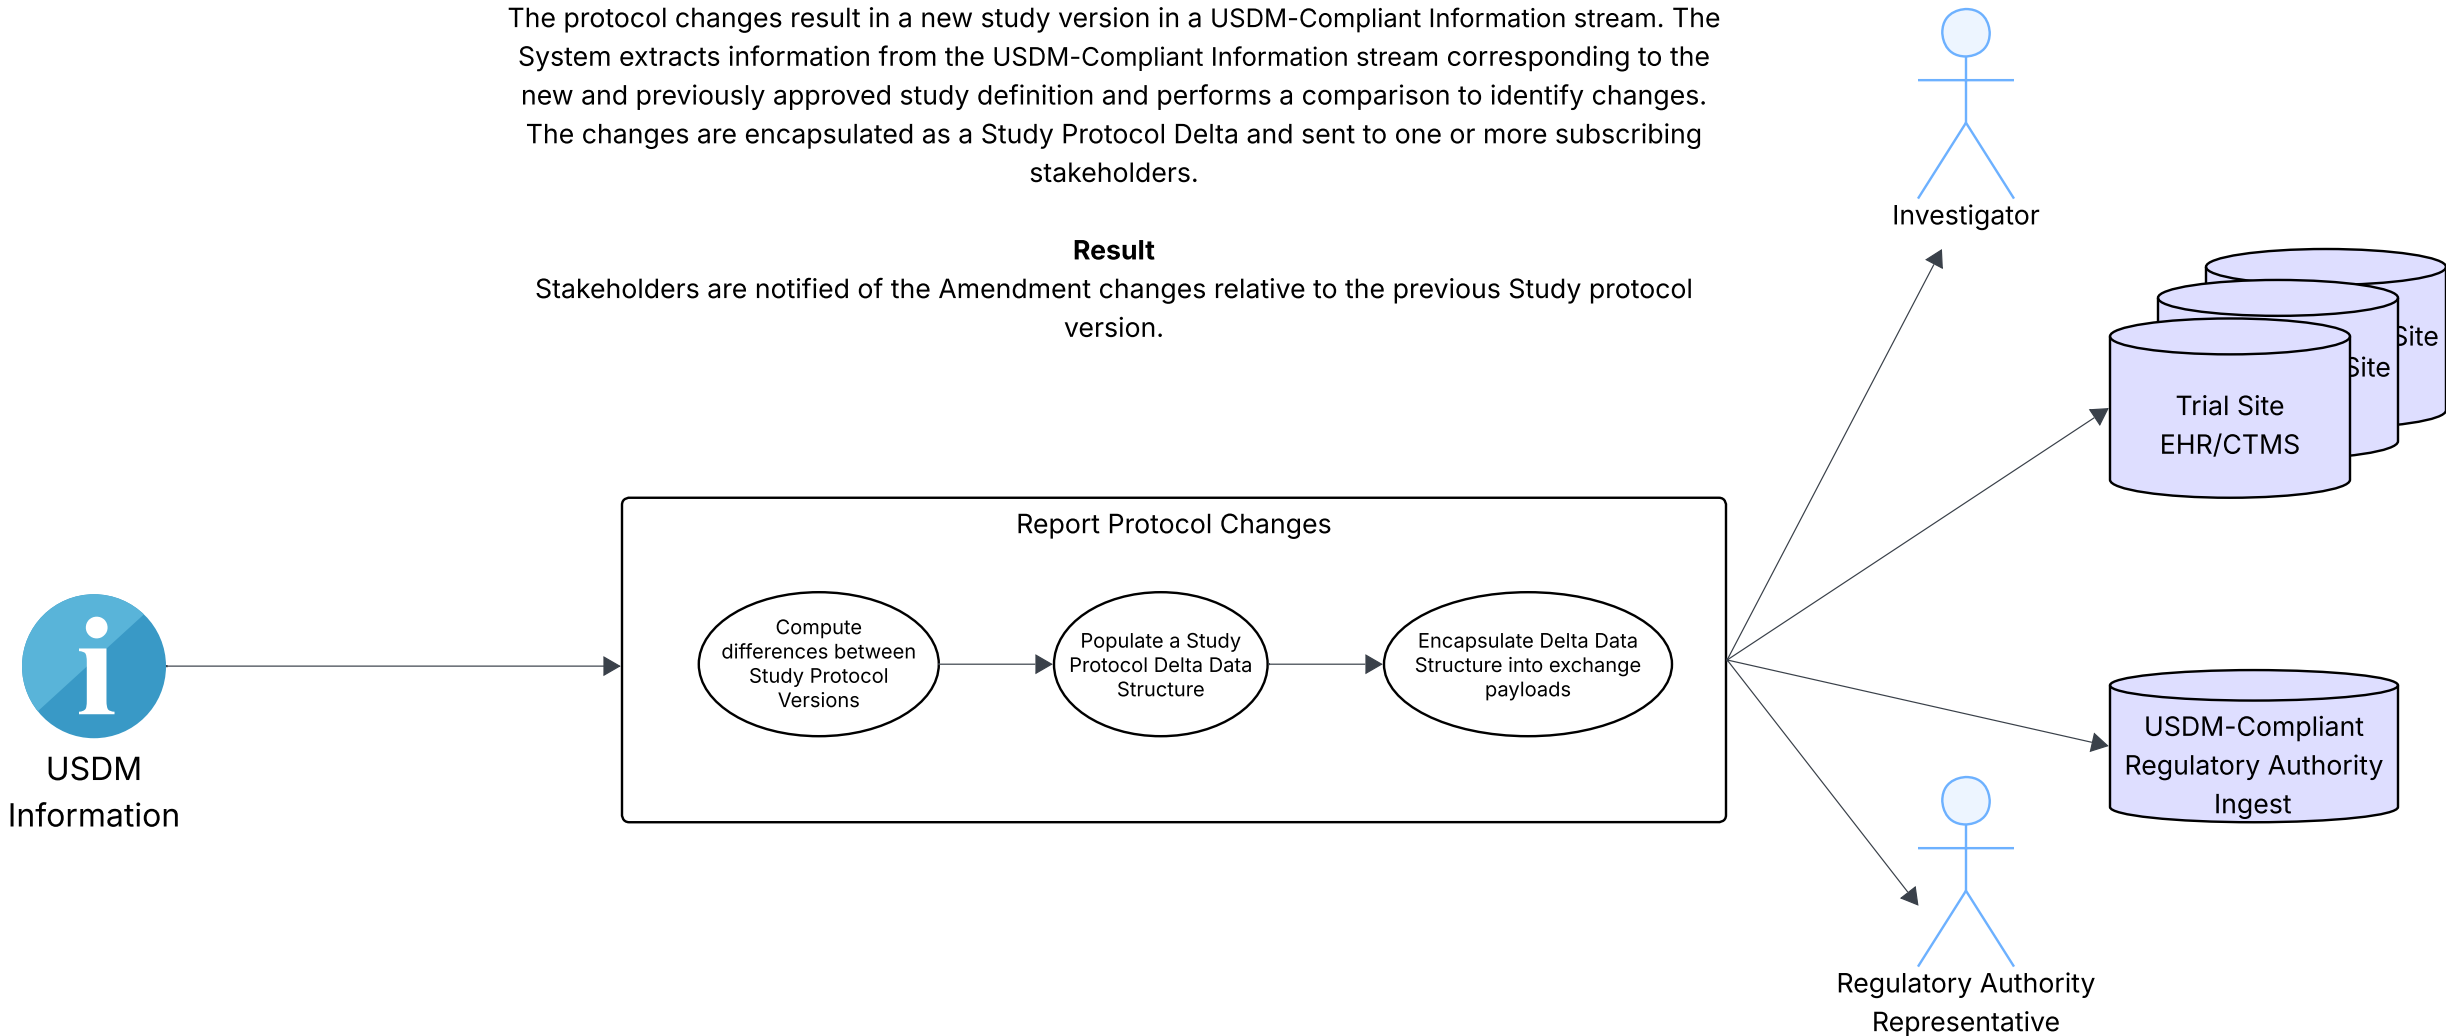 The protocol changes result in a new study version in a USDM-Compliant Information stream. The
System extracts information from the USDM-Compliant Information stream corresponding to the
new and previously approved study definition and performs a comparison to identify changes.
The changes are encapsulated as a Study Protocol Delta and sent to one or more subscribing
stakeholders.
Result
Stakeholders are notified of the Amendment changes relative to the previous Study protocol
version.
Investigator
Site
Site
Trial Site
EHR/CTMS
Report Protocol Changes
Compute
differences between
Study Protocol
Versions
Populate a Study
Protocol Delta Data
Structure
Encapsulate Delta Data
Structure into exchange
payloads
USDM
Information
USDM-Compliant
Regulatory Authority
Ingest
Regulatory Authority
Representative